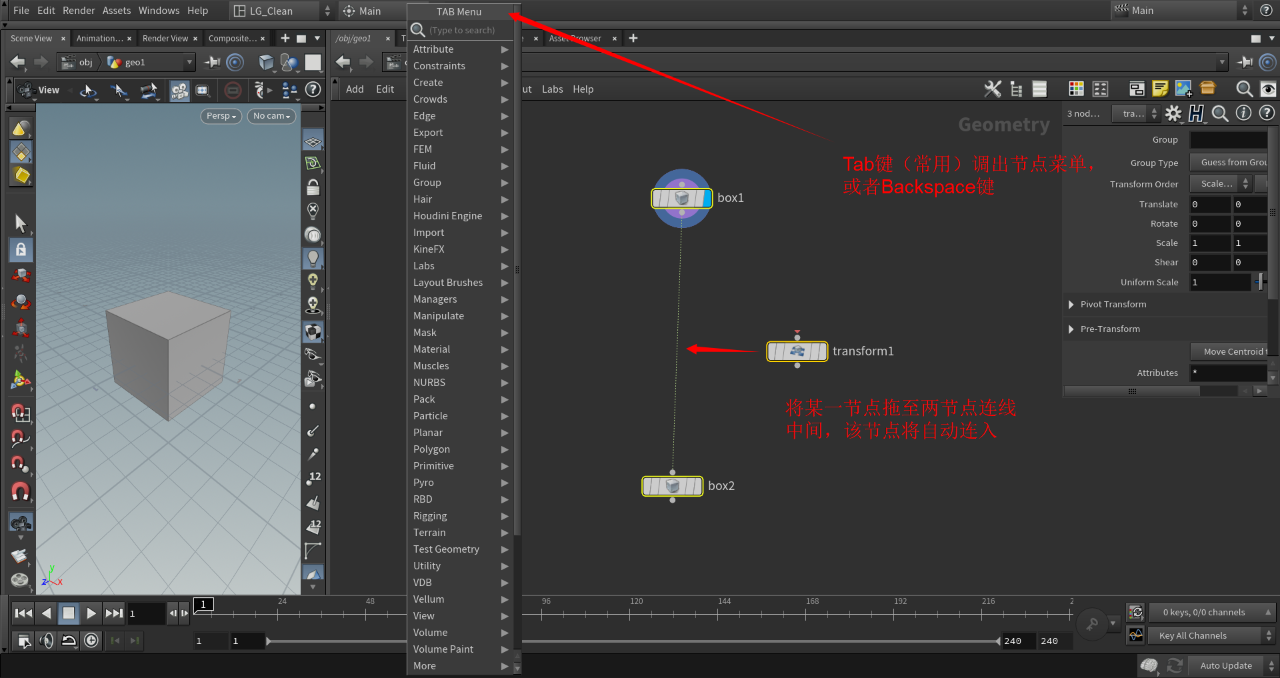 File Edit Render Assets Windows Help LG_Clean Main Main
TAB Menu
(Type to search)
Scene View Animation... Render View Composite... /obj/geo1 Asset Browser
obj geo1
View
Add Edit Labs Help
Persp No cam
Attribute
Constraints
Create
Crowds
Edge
Export
FEM
Fluid
Group
Hair
Houdini Engine
Import
KineFX
Labs
Layout Brushes
Managers
Manipulate
Mask
Material
Muscles
NURBS
Pack
Particle
Planar
Polygon
Primitive
Pyro
RBD
Rigging
Terrain
Test Geometry
Utility
VDB
Vellum
View
Volume
Volume Paint
More
Geometry
Tab键（常用）调出节点菜单，
或者Backspace键
box1
transform1
将某一节点拖至两节点连线
中间，该节点将自动连入
box2
3 nod... tra...
Group
Group Type Guess from Grou
Transform Order Scale...
Translate 0 0
Rotate 0 0
Scale 1 1
Shear 0 0
Uniform Scale 1
Pivot Transform
Pre-Transform
Move Centroid
Attributes *
12
12
y
z x
1 1 24 48 96 120 144 168 192 216 2
1 1 240 240
0 keys, 0/0 channels
Key All Channels
Auto Update